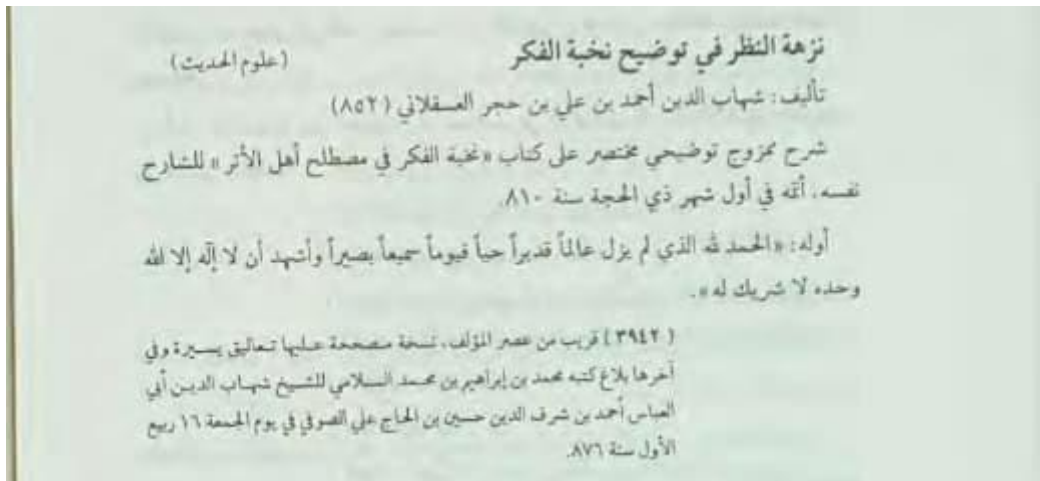 نزهة النظر في توضيح نخبة الفكر (علوم الحديث)
تأليف: شهاب الدين أحمد بن علي بن حجر العسقلاني (٨٥٢)
شرح ممزوج توضيحي مختصر على كتاب «نخبة الفكر في مصطلح أهل الأثر» للشارح
نفسه، أتمه في أول شهر ذي الحجة سنة ٨١٠.
أوله: «الحمد لله الذي لم يزل عالماً قديراً حياً قيوماً سميعاً بصيراً وأشهد أن لا إله إلا الله
وحده لا شريك له».
(٣٩٤٢) قريب من عصر المؤلف، نسخة مصححة عليها تعاليق يسيرة وفي
آخرها بلاغ كتبه محمد بن إبراهيم بن محمد السلامي للشيخ شهاب الدين أبي
العباس أحمد بن شرف الدين حسين بن الحاج علي الصوفي في يوم الجمعة ١٦ ربيع
الأول سنة ٨٧٦.